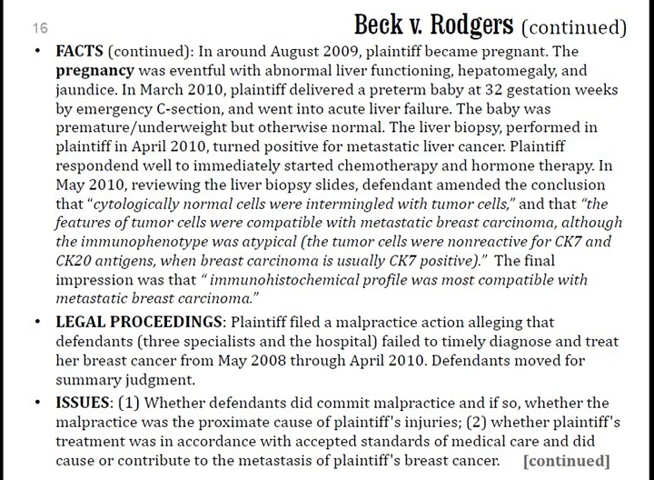 16
Beck v. Rodgers (continued)
• FACTS (continued): In around August 2009, plaintiff became pregnant. The
pregnancy was eventful with abnormal liver functioning, hepatomegaly, and
jaundice. In March 2010, plaintiff delivered a preterm baby at 32 gestation weeks
by emergency C-section, and went into acute liver failure. The baby was
premature/underweight but otherwise normal. The liver biopsy, performed in
plaintiff in April 2010, turned positive for metastatic liver cancer. Plaintiff
respondend well to immediately started chemotherapy and hormone therapy. In
May 2010, reviewing the liver biopsy slides, defendant amended the conclusion
that “cytologically normal cells were intermingled with tumor cells,” and that “the
features of tumor cells were compatible with metastatic breast carcinoma, although
the immunophenotype was atypical (the tumor cells were nonreactive for CK7 and
CK20 antigens, when breast carcinoma is usually CK7 positive).” The final
impression was that “ immunohistochemical profile was most compatible with
metastatic breast carcinoma.”
• LEGAL PROCEEDINGS: Plaintiff filed a malpractice action alleging that
defendants (three specialists and the hospital) failed to timely diagnose and treat
her breast cancer from May 2008 through April 2010. Defendants moved for
summary judgment.
• ISSUES: (1) Whether defendants did commit malpractice and if so, whether the
malpractice was the proximate cause of plaintiff's injuries; (2) whether plaintiff's
treatment was in accordance with accepted standards of medical care and did
cause or contribute to the metastasis of plaintiff's breast cancer. [continued]